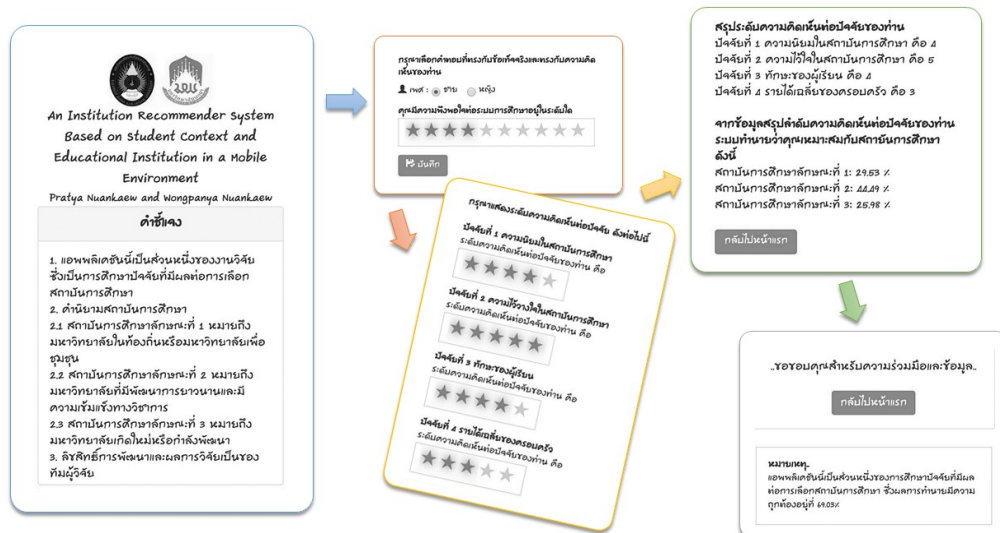 An Institution Recommender System
Based on Student Context and
Educational Institution in a Mobile
Environment
Pratya Nuankaew and Wongpanya Nuankaew
คำชี้แจง
1. แอพพลิเคชันนี้เป็นส่วนหนึ่งของงานวิจัย
ซึ่งเป็นการศึกษาปัจจัยที่มีผลต่อการเลือก
สถาบันการศึกษา
2. คำนิยามสถาบันการศึกษา
2.1 สถาบันการศึกษาลักษณะที่ 1 หมายถึง
มหาวิทยาลัยในท้องถิ่นหรือมหาวิทยาลัยเพื่อ
ชุมชน
2.2 สถาบันการศึกษาลักษณะที่ 2 หมายถึง
มหาวิทยาลัยที่มีพัฒนาการยาวนานและมี
ความเข้มแข็งทางวิชาการ
2.3 สถาบันการศึกษาลักษณะที่ 3 หมายถึง
มหาวิทยาลัยเกิดใหม่หรือกำลังพัฒนา
3. ลิขสิทธิ์การพัฒนาและผลการวิจัยเป็นของ
ทีมผู้วิจัย
กรุณาเลือกคำตอบที่ตรงกับข้อเท็จจริงและตรงกับความคิด
เห็นของท่าน
เพศ : ชาย หญิง
คุณมีความพึงพอใจต่อระบบการศึกษาอยู่ในระดับใด
บันทึก
กรุณาแสดงระดับความคิดเห็นต่อปัจจัย ดังต่อไปนี้
ปัจจัยที่ 1 ความนิยมในสถาบันการศึกษา
ระดับความคิดเห็นต่อปัจจัยของท่าน คือ
ปัจจัยที่ 2 ความไว้วางใจในสถาบันการศึกษา
ระดับความคิดเห็นต่อปัจจัยของท่าน คือ
ปัจจัยที่ 3 ทักษะของผู้เรียน
ระดับความคิดเห็นต่อปัจจัยของท่าน คือ
ปัจจัยที่ 4 รายได้เฉลี่ยของครอบครัว
ระดับความคิดเห็นต่อปัจจัยของท่าน คือ
สรุประดับความคิดเห็นต่อปัจจัยของท่าน
ปัจจัยที่ 1 ความนิยมในสถาบันการศึกษา คือ 4
ปัจจัยที่ 2 ความไว้ใจในสถาบันการศึกษา คือ 5
ปัจจัยที่ 3 ทักษะของผู้เรียน คือ 4
ปัจจัยที่ 4 รายได้เฉลี่ยของครอบครัว คือ 3
จากข้อมูลสรุปลำดับความคิดเห็นต่อปัจจัยของท่าน
ระบบทำนายว่าคุณเหมาะสมกับสถาบันการศึกษา
ดังนี้
สถาบันการศึกษาลักษณะที่ 1: 29.53 %
สถาบันการศึกษาลักษณะที่ 2: 44.49 %
สถาบันการศึกษาลักษณะที่ 3: 25.98 %
กลับไปหน้าแรก
..ขอขอบคุณสำหรับความร่วมมือและข้อมูล..
กลับไปหน้าแรก
หมายเหตุ..
แอพพลิเคชันนี้เป็นส่วนหนึ่งของการศึกษาปัจจัยที่มีผล
ต่อการเลือกสถาบันการศึกษา ซึ่งผลการทำนายมีความ
ถูกต้องอยู่ที่ 69.03%